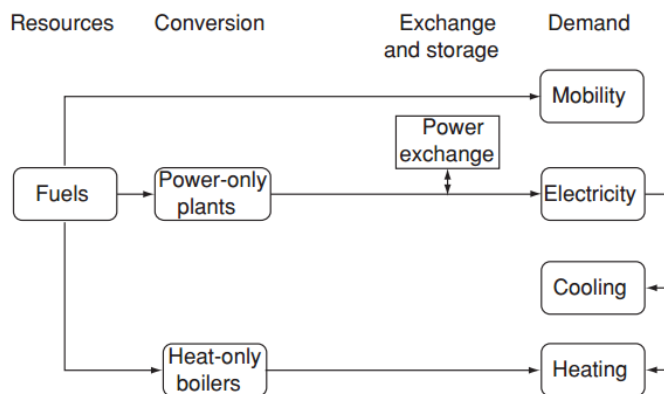 Resources
Conversion
Exchange
and storage
Demand
Mobility
Power
exchange
Fuels
Power-only
plants
Electricity
Cooling
Heat-only
boilers
Heating